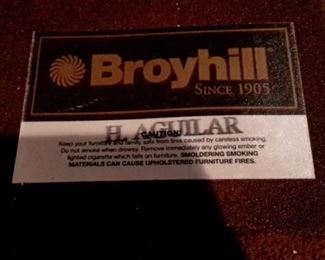 Broyhill
SINCE 1905
H. AGUILAR
CAUTION!
Keep your furniture and family safe from fires caused by careless smoking.
Do not smoke when drowsy. Remove immediately any glowing ember or
lighted cigarette which falls on furniture. SMOLDERING SMOKING
MATERIALS CAN CAUSE UPHOLSTERED FURNITURE FIRES.